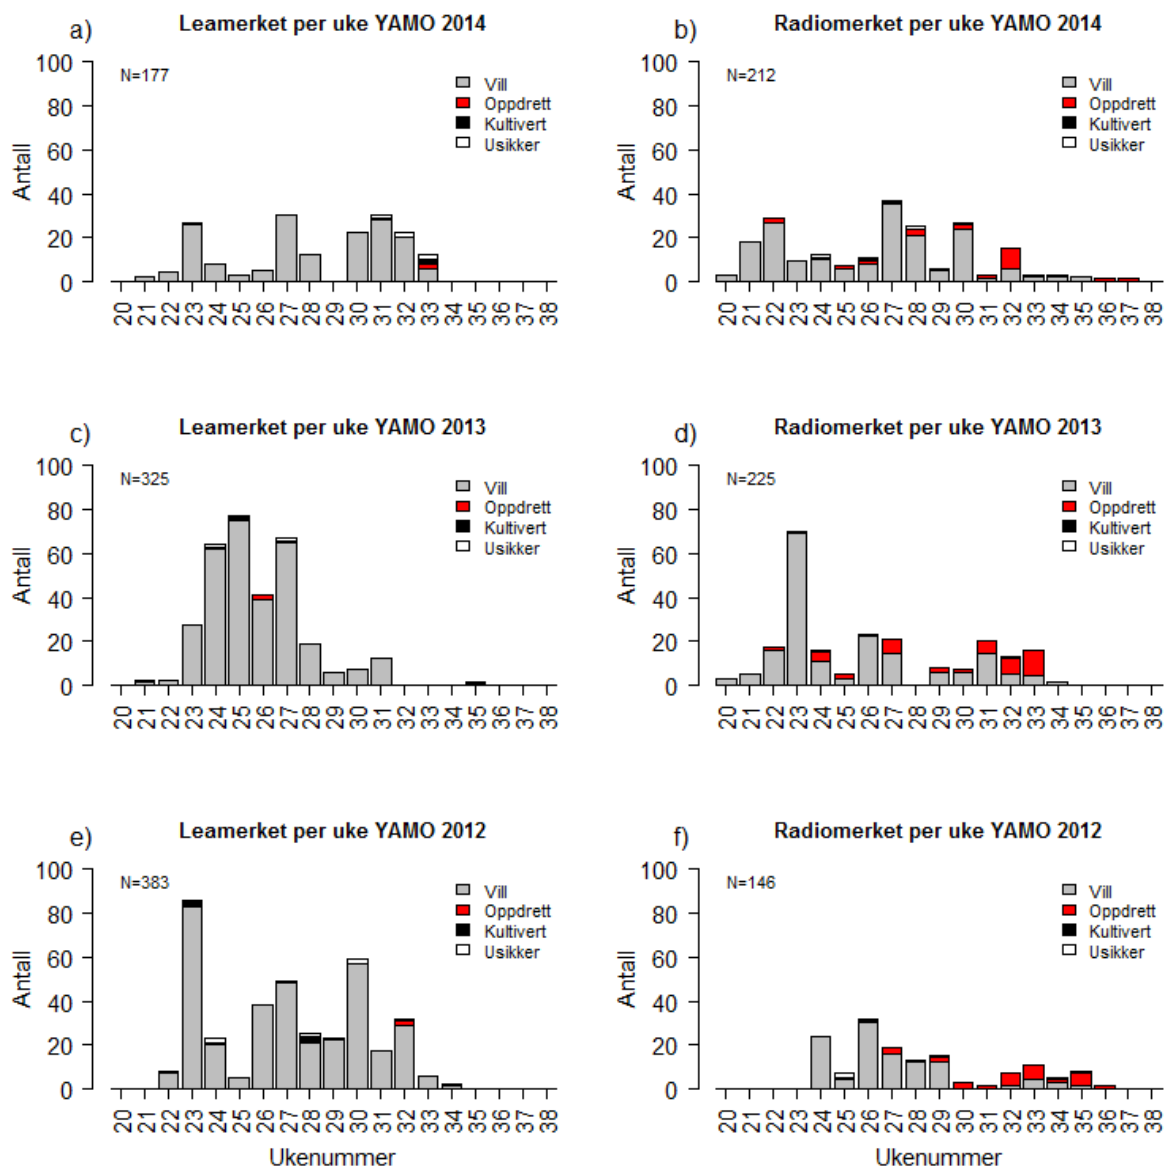 a) Leamerket per uke YAMO 2014
N=177
Vill
Oppdrett
Kultivert
Usikker
Antall
100
80
60
40
20
0
20 21 22 23 24 25 26 27 28 29 30 31 32 33 34 35 36 37 38
b) Radiomerket per uke YAMO 2014
N=212
Vill
Oppdrett
Kultivert
Usikker
Antall
100
80
60
40
20
0
20 21 22 23 24 25 26 27 28 29 30 31 32 33 34 35 36 37 38
c) Leamerket per uke YAMO 2013
N=325
Vill
Oppdrett
Kultivert
Usikker
Antall
100
80
60
40
20
0
20 21 22 23 24 25 26 27 28 29 30 31 32 33 34 35 36 37 38
d) Radiomerket per uke YAMO 2013
N=225
Vill
Oppdrett
Kultivert
Usikker
Antall
100
80
60
40
20
0
20 21 22 23 24 25 26 27 28 29 30 31 32 33 34 35 36 37 38
e) Leamerket per uke YAMO 2012
N=383
Vill
Oppdrett
Kultivert
Usikker
Antall
100
80
60
40
20
0
20 21 22 23 24 25 26 27 28 29 30 31 32 33 34 35 36 37 38
Ukenummer
f) Radiomerket per uke YAMO 2012
N=146
Vill
Oppdrett
Kultivert
Usikker
Antall
100
80
60
40
20
0
20 21 22 23 24 25 26 27 28 29 30 31 32 33 34 35 36 37 38
Ukenummer